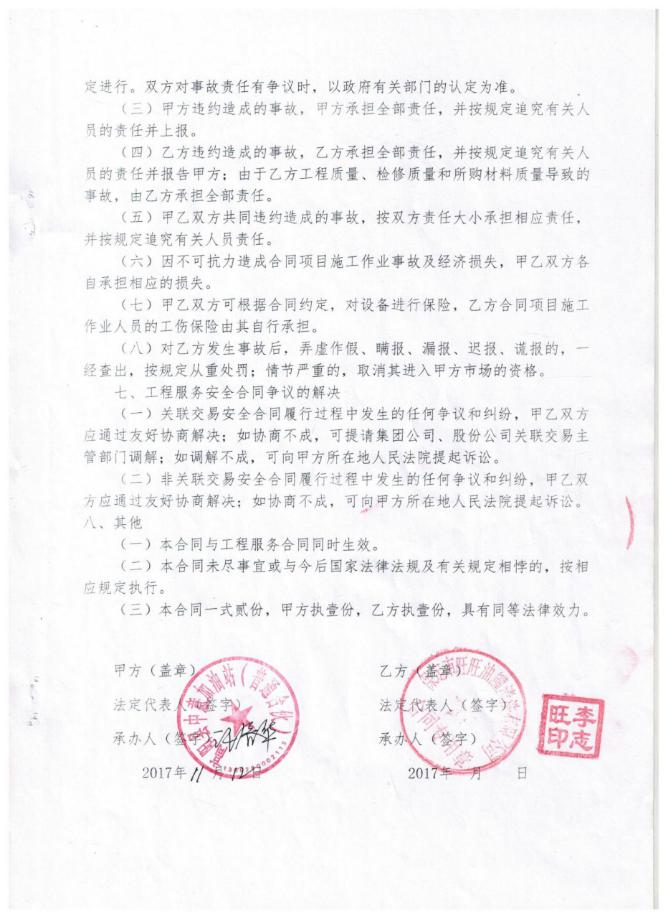 定进行。双方对事故责任有争议时，以政府有关部门的认定为准。
（三）甲方违约造成的事故，甲方承担全部责任，并按规定追究有关人
员的责任并上报。
（四）乙方违约造成的事故，乙方承担全部责任，并按规定追究有关人
员的责任并报告甲方；由于乙方工程质量、检修质量和所购材料质量导致的
事故，由乙方承担全部责任。
（五）甲乙双方共同违约造成的事故，按双方责任大小承担相应责任，
并按规定追究有关人员责任。
（六）因不可抗力造成合同项目施工作业事故及经济损失，甲乙双方各
自承担相应的损失。
（七）甲乙双方可根据合同约定，对设备进行保险，乙方合同项目施工
作业人员的工伤保险由其自行承担。
（八）对乙方发生事故后，弄虚作假、瞒报、漏报、迟报、谎报的，一
经查出，按规定从重处罚；情节严重的，取消其进入甲方市场的资格。
七、工程服务安全合同争议的解决
（一）关联交易安全合同履行过程中发生的任何争议和纠纷，甲乙双方
应通过友好协商解决；如协商不成，可提请集团公司、股份公司关联交易主
管部门调解；如调解不成，可向甲方所在地人民法院提起诉讼。
（二）非关联交易安全合同履行过程中发生的任何争议和纠纷，甲乙双
方应通过友好协商解决；如协商不成，可向甲方所在地人民法院提起诉讼。
八、其他
（一）本合同与工程服务合同同时生效。
（二）本合同未尽事宜或与今后国家法律法规及有关规定相悖的，按相
应规定执行。
（三）本合同一式贰份，甲方执壹份，乙方执壹份，具有同等法律效力。
甲方（盖章）
法定代表人（签字）
承办人（签字）
2017年11月12日
加油站（普通合伙）
乙方（盖章）
法定代表人（签字）
承办人（签字）
2017年 月 日
李志旺印